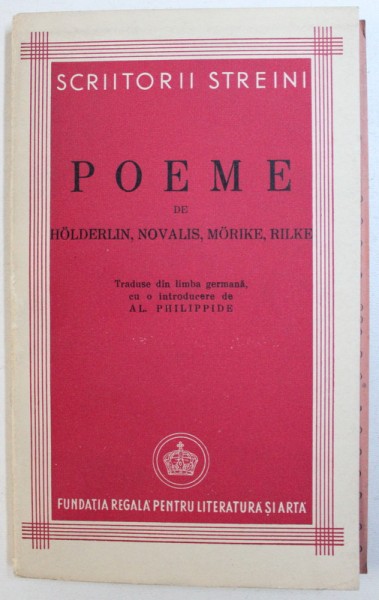 SCRIITORII STREINI
POEME
DE
HÖLDERLIN, NOVALIS, MÖRIKE, RILKE
Traduse din limba germană,
cu o introducere de
AL. PHILIPPIDE
FUNDAȚIA REGALĂ PENTRU LITERATURĂ ȘI ARTĂ